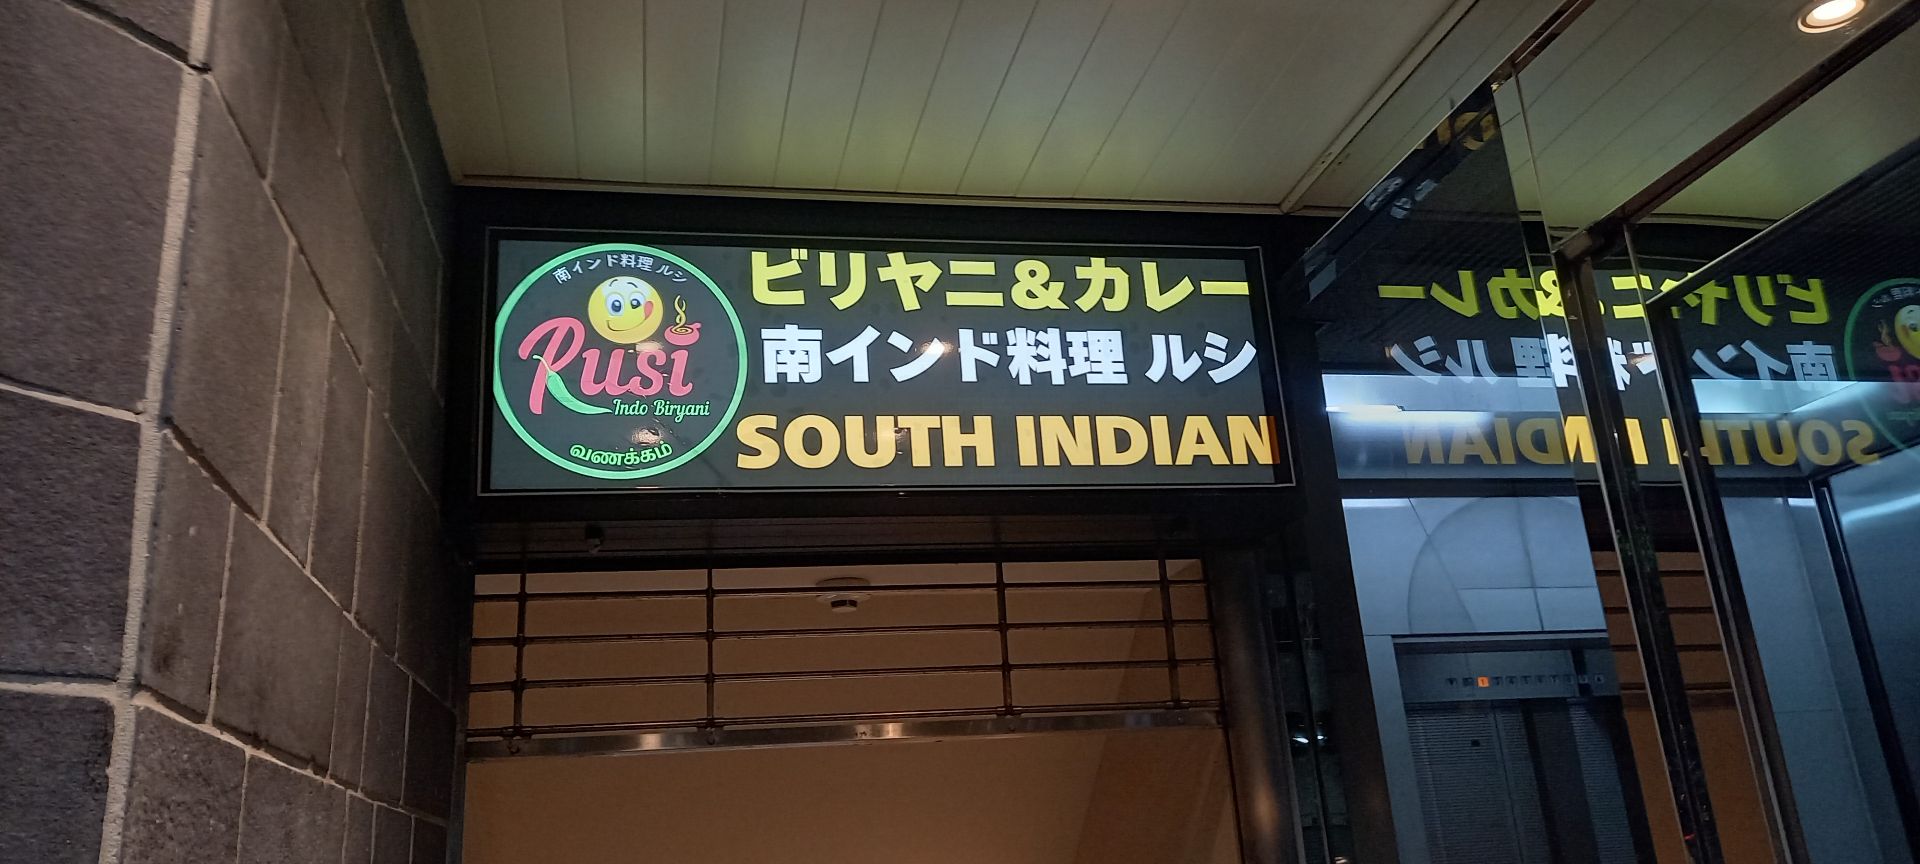 南インド料理 ルシ
Rusi
Indo Biryani
வணக்கம்
ビリヤニ&カレー
南インド料理 ルシ
SOUTH INDIAN